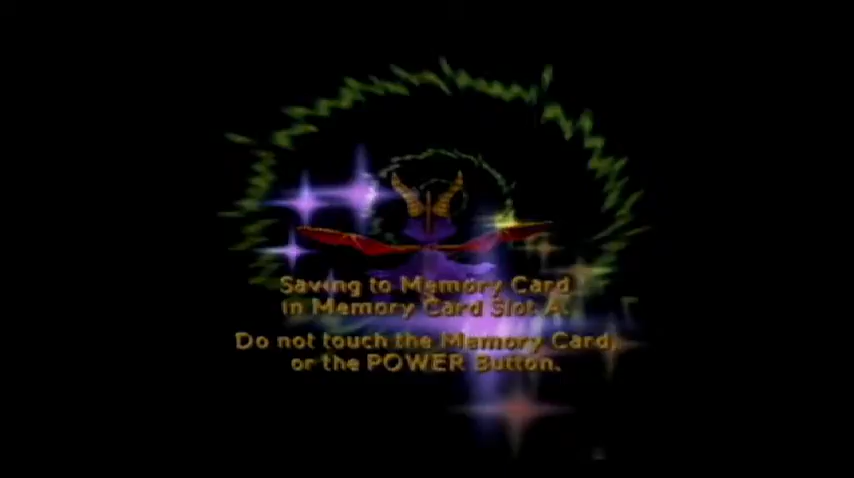 Saving to Memory Card
in Memory Card Slot A.
Do not touch the Memory Card,
or the POWER Button.